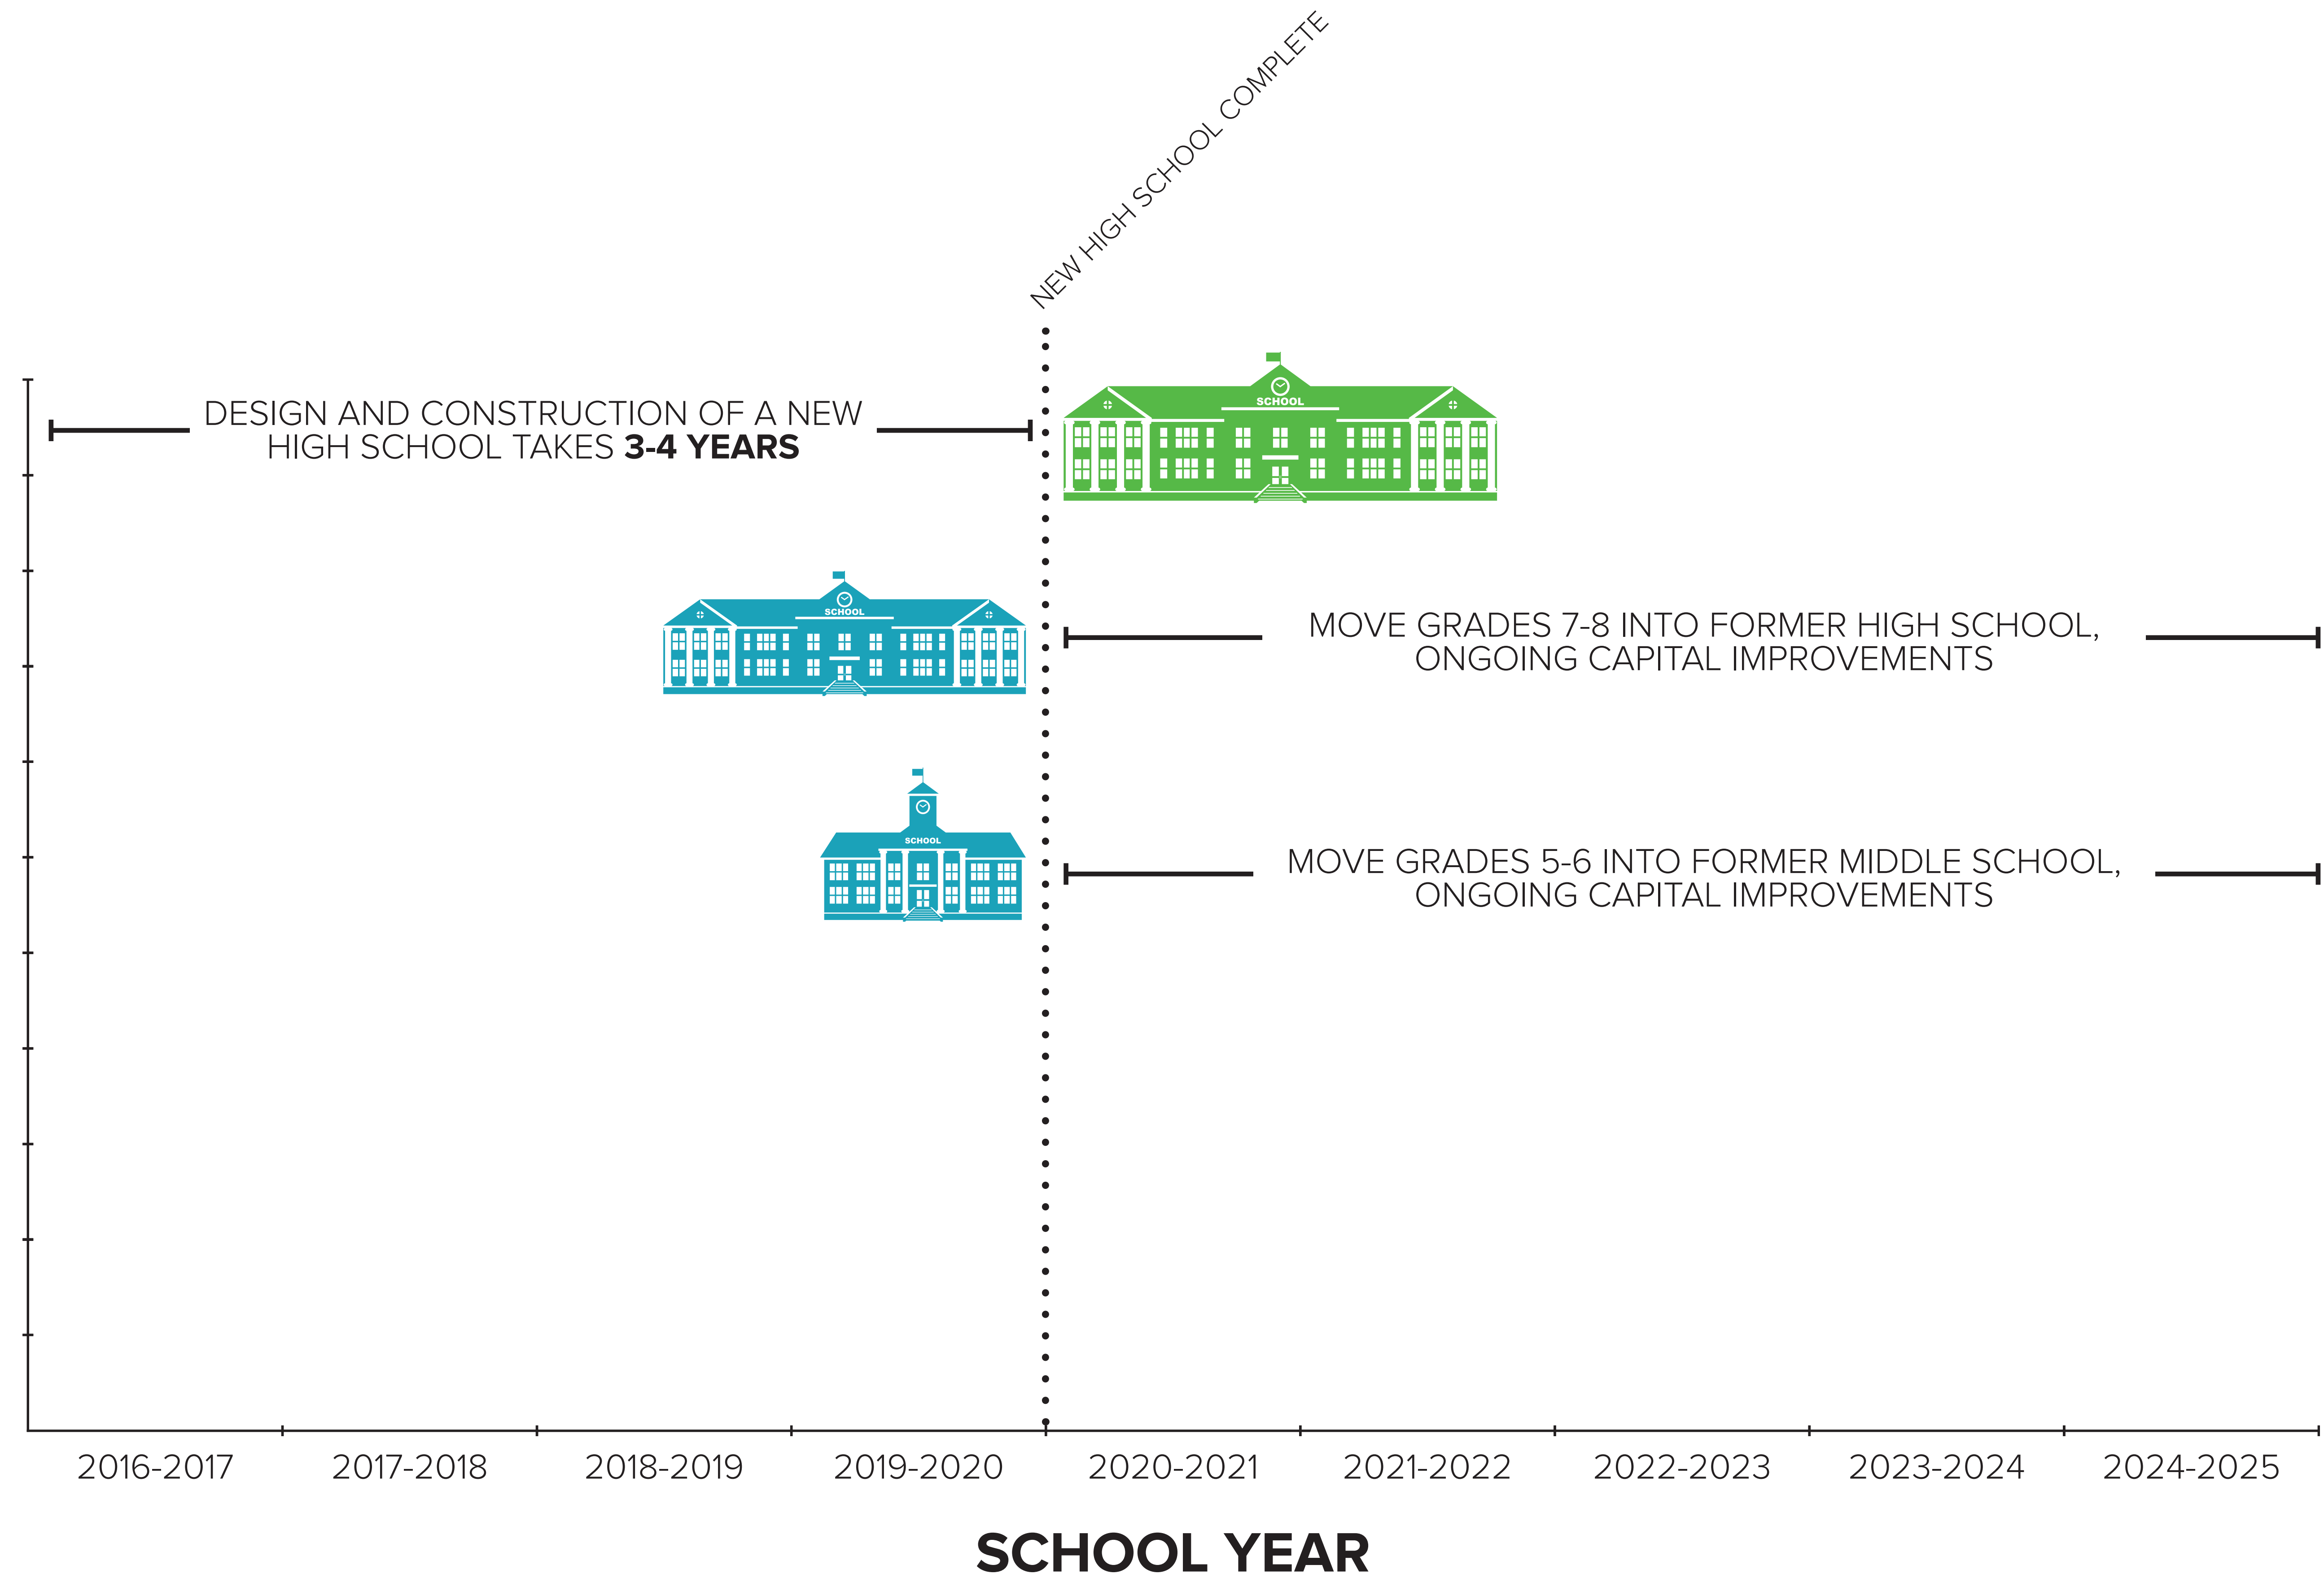 NEW HIGH SCHOOL COMPLETE
DESIGN AND CONSTRUCTION OF A NEW
HIGH SCHOOL TAKES 3-4 YEARS
SCHOOL
SCHOOL
MOVE GRADES 7-8 INTO FORMER HIGH SCHOOL,
ONGOING CAPITAL IMPROVEMENTS
SCHOOL
MOVE GRADES 5-6 INTO FORMER MIDDLE SCHOOL,
ONGOING CAPITAL IMPROVEMENTS
2016-2017 2017-2018 2018-2019 2019-2020 2020-2021 2021-2022 2022-2023 2023-2024 2024-2025
SCHOOL YEAR